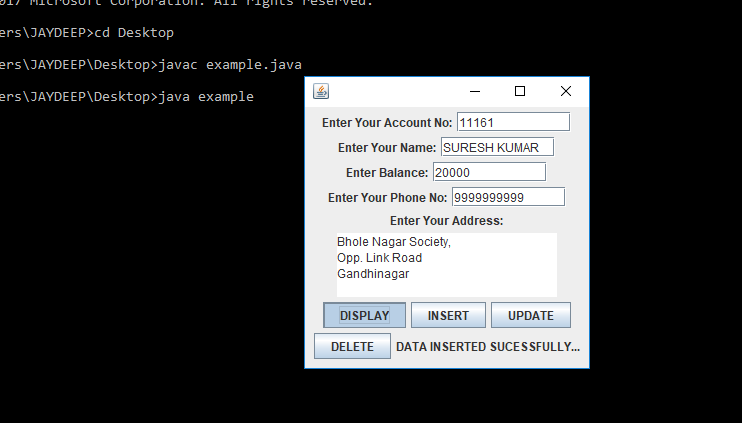 017 Microsoft Corporation. All rights reserved.
ers\JAYDEEP>cd Desktop
ers\JAYDEEP\Desktop>javac example.java
ers\JAYDEEP\Desktop>java example
Enter Your Account No: 11161
Enter Your Name: SURESH KUMAR
Enter Balance: 20000
Enter Your Phone No: 9999999999
Enter Your Address:
Bhole Nagar Society,
Opp. Link Road
Gandhinagar
DISPLAY INSERT UPDATE
DELETE DATA INSERTED SUCESSFULLY...